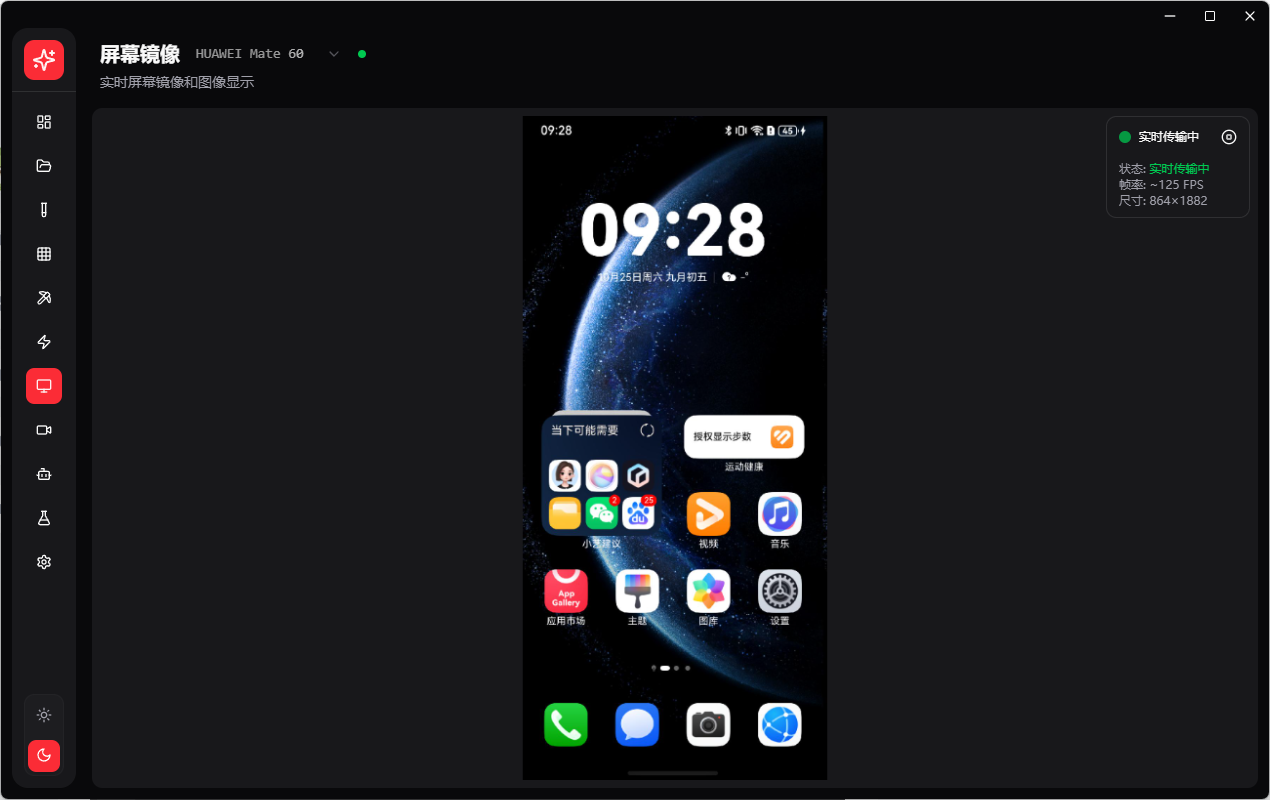 屏幕镜像 HUAWEI Mate 60
实时屏幕镜像和图像显示
09:28
45
实时传输中
状态: 实时传输中
帧率: ~125 FPS
尺寸: 864×1882
09:28
10月25日周六 九月初五
-°
当下可能需要
授权显示步数
运动健康
2
25
du
小艺建议
视频
音乐
App
Gallery
应用市场
主题
图库
设置